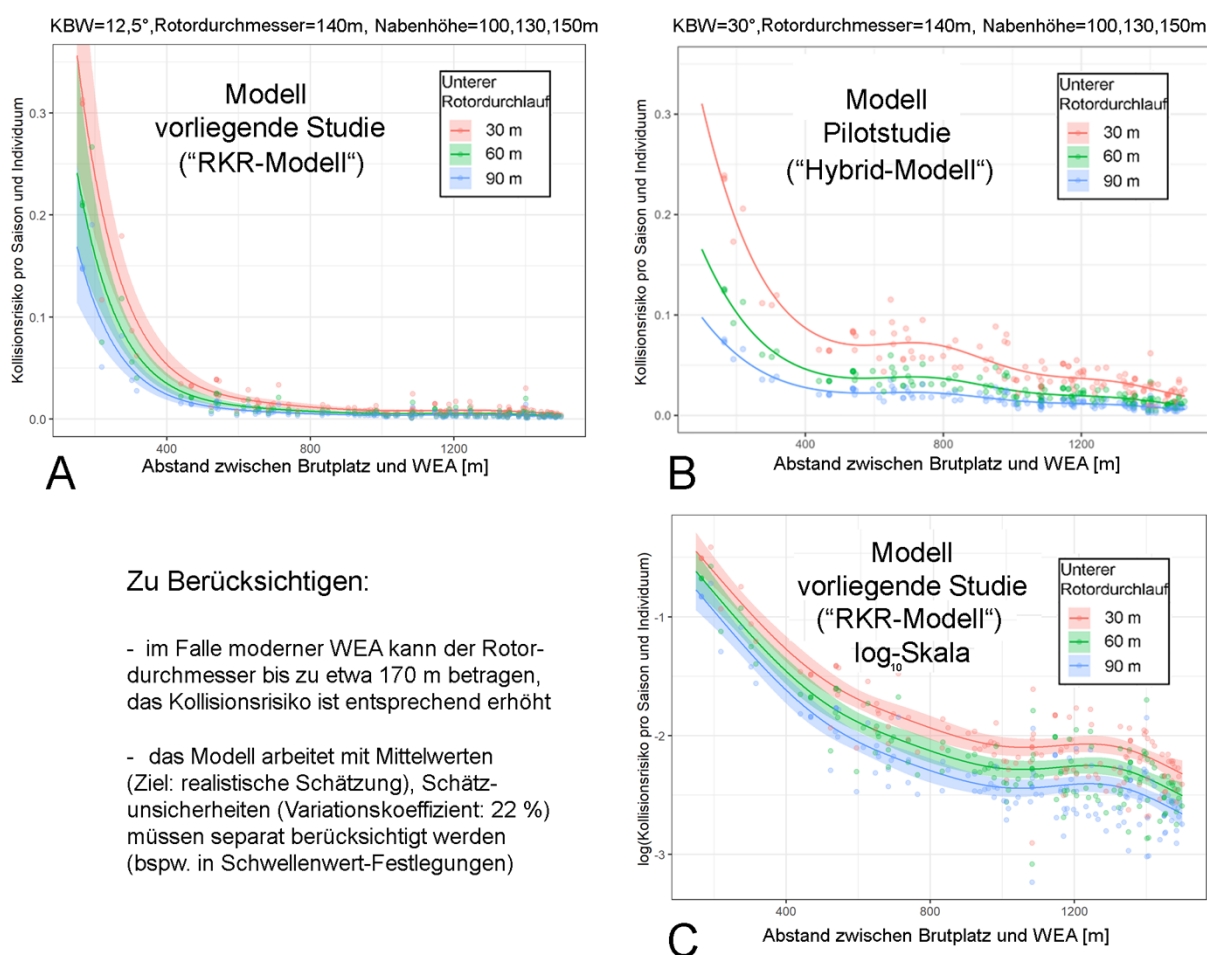 KBW=12,5°,Rotordurchmesser=140m, Nabenhöhe=100,130,150m
Kollisionsrisiko pro Saison und Individuum
0.3
0.2
0.1
0.0
Modell
vorliegende Studie
(“RKR-Modell“)
Unterer
Rotordurchlauf
30 m
60 m
90 m
400
800
1200
A
Abstand zwischen Brutplatz und WEA [m]
KBW=30°,Rotordurchmesser=140m, Nabenhöhe=100,130,150m
Kollisionsrisiko pro Saison und Individuum
0.3
0.2
0.1
0.0
Modell
Pilotstudie
(“Hybrid-Modell“)
Unterer
Rotordurchlauf
30 m
60 m
90 m
400
800
1200
B
Abstand zwischen Brutplatz und WEA [m]
Zu Berücksichtigen:
- im Falle moderner WEA kann der Rotor-
durchmesser bis zu etwa 170 m betragen,
das Kollisionsrisiko ist entsprechend erhöht
- das Modell arbeitet mit Mittelwerten
(Ziel: realistische Schätzung), Schätz-
unsicherheiten (Variationskoeffizient: 22 %)
müssen separat berücksichtigt werden
(bspw. in Schwellenwert-Festlegungen)
log(Kollisionsrisiko pro Saison und Individuum)
-1
-2
-3
Modell
vorliegende Studie
(“RKR-Modell“)
log₁₀-Skala
Unterer
Rotordurchlauf
30 m
60 m
90 m
400
800
1200
C
Abstand zwischen Brutplatz und WEA [m]